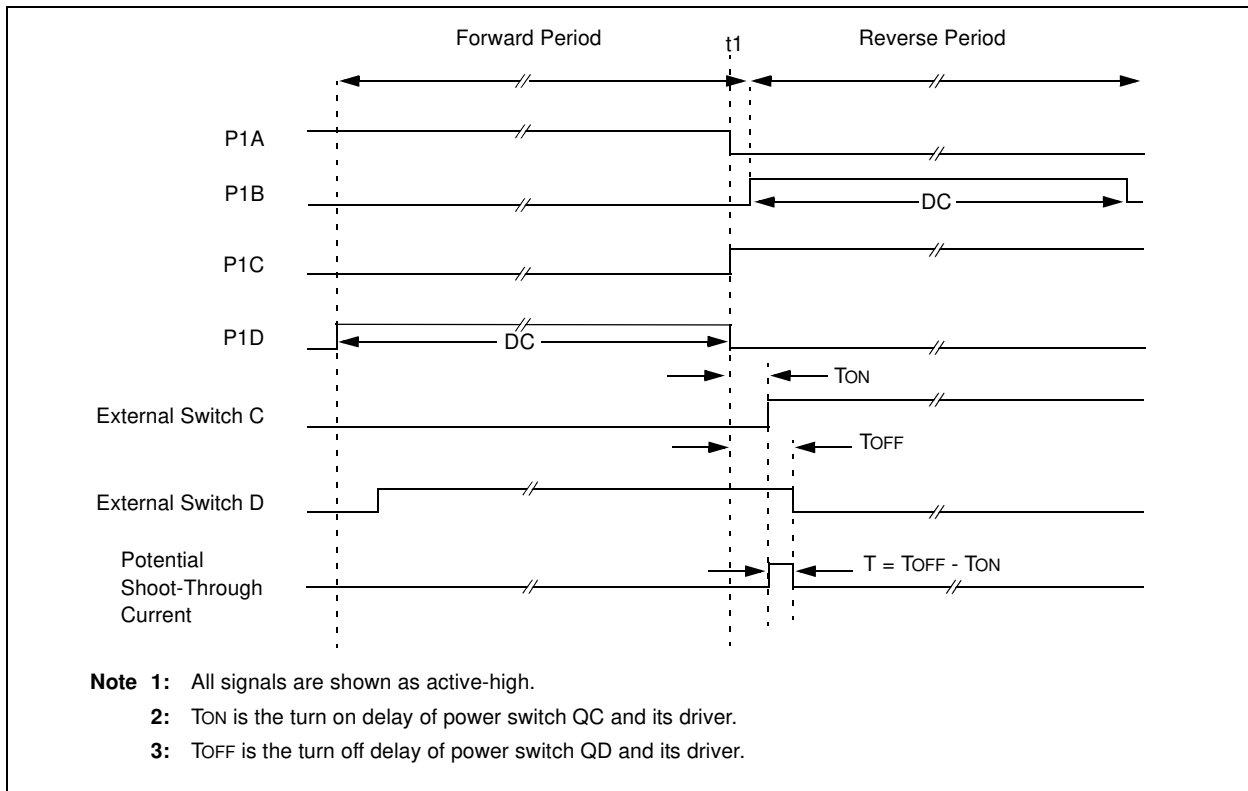 Forward Period
t1
Reverse Period
P1A
P1B
DC
P1C
P1D
DC
TON
External Switch C
TOFF
External Switch D
Potential
Shoot-Through
Current
T = TOFF - TON
Note 1: All signals are shown as active-high.
2: TON is the turn on delay of power switch QC and its driver.
3: TOFF is the turn off delay of power switch QD and its driver.